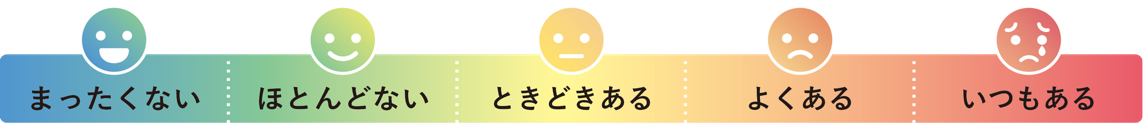 まったくない
ほとんどない
ときどきある
よくある
いつもある